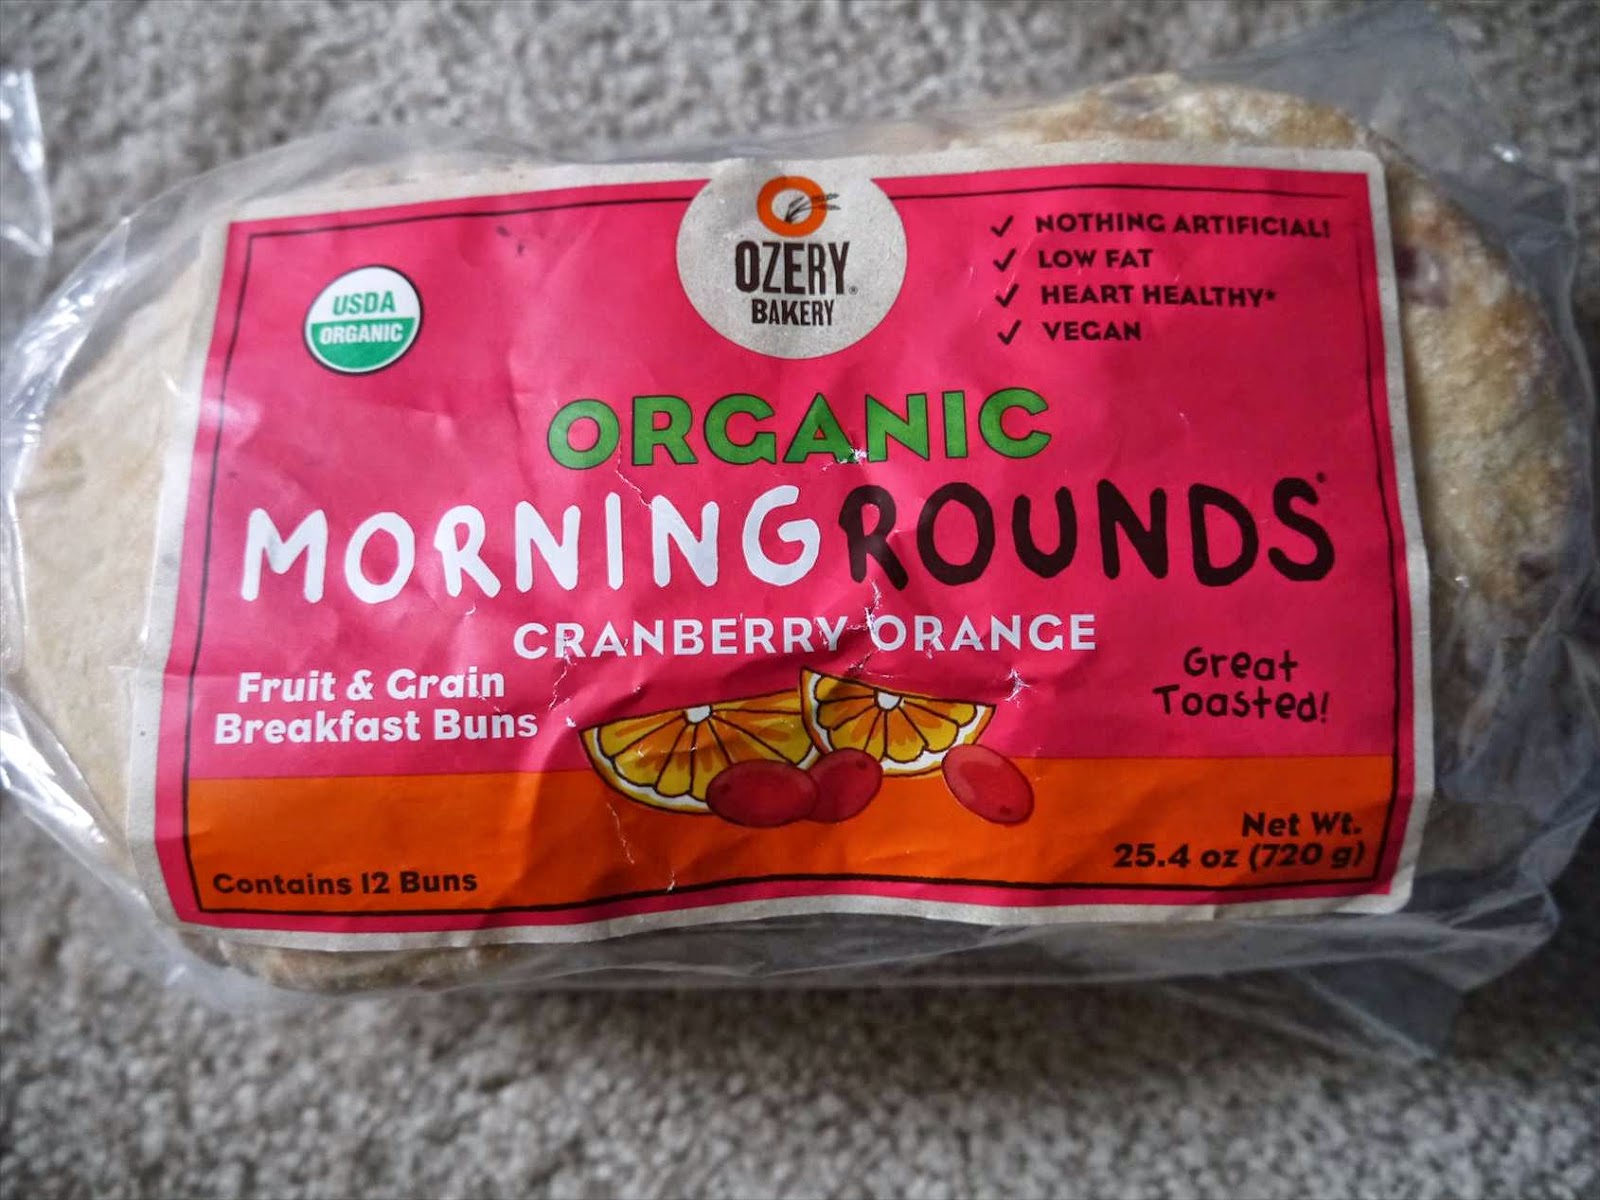 OZERY®
BAKERY
✓ NOTHING ARTIFICIAL!
✓ LOW FAT
✓ HEART HEALTHY*
✓ VEGAN
USDA
ORGANIC
ORGANIC
MORNINGROUNDS®
CRANBERRY ORANGE
Fruit & Grain
Breakfast Buns
Great
Toasted!
Contains 12 Buns
Net Wt.
25.4 oz (720 g)